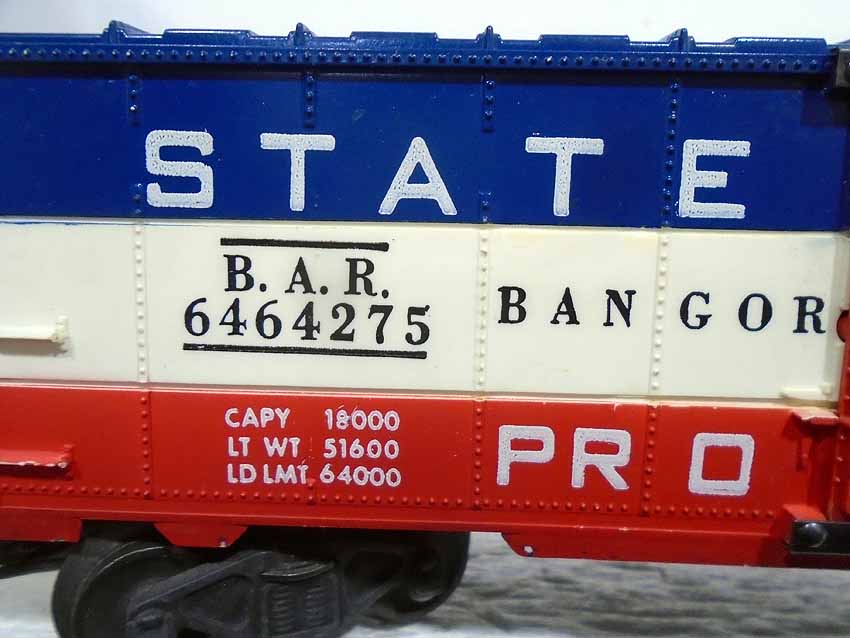 STATE
B. A. R.
6464275
BANGOR
CAPY 18000
LT WT 51600
LD LMT 64000
PRO